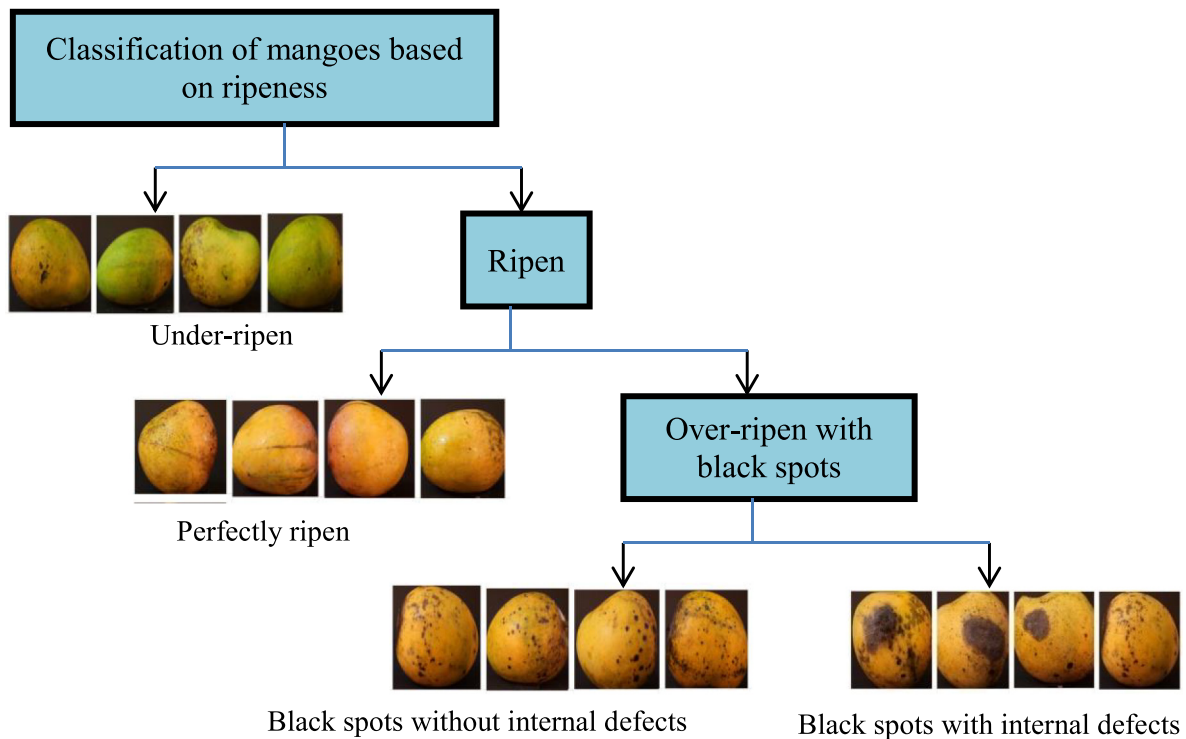 Classification of mangoes based
on ripeness
Ripen
Under-ripen
Over-ripen with
black spots
Perfectly ripen
Black spots without internal defects
Black spots with internal defects